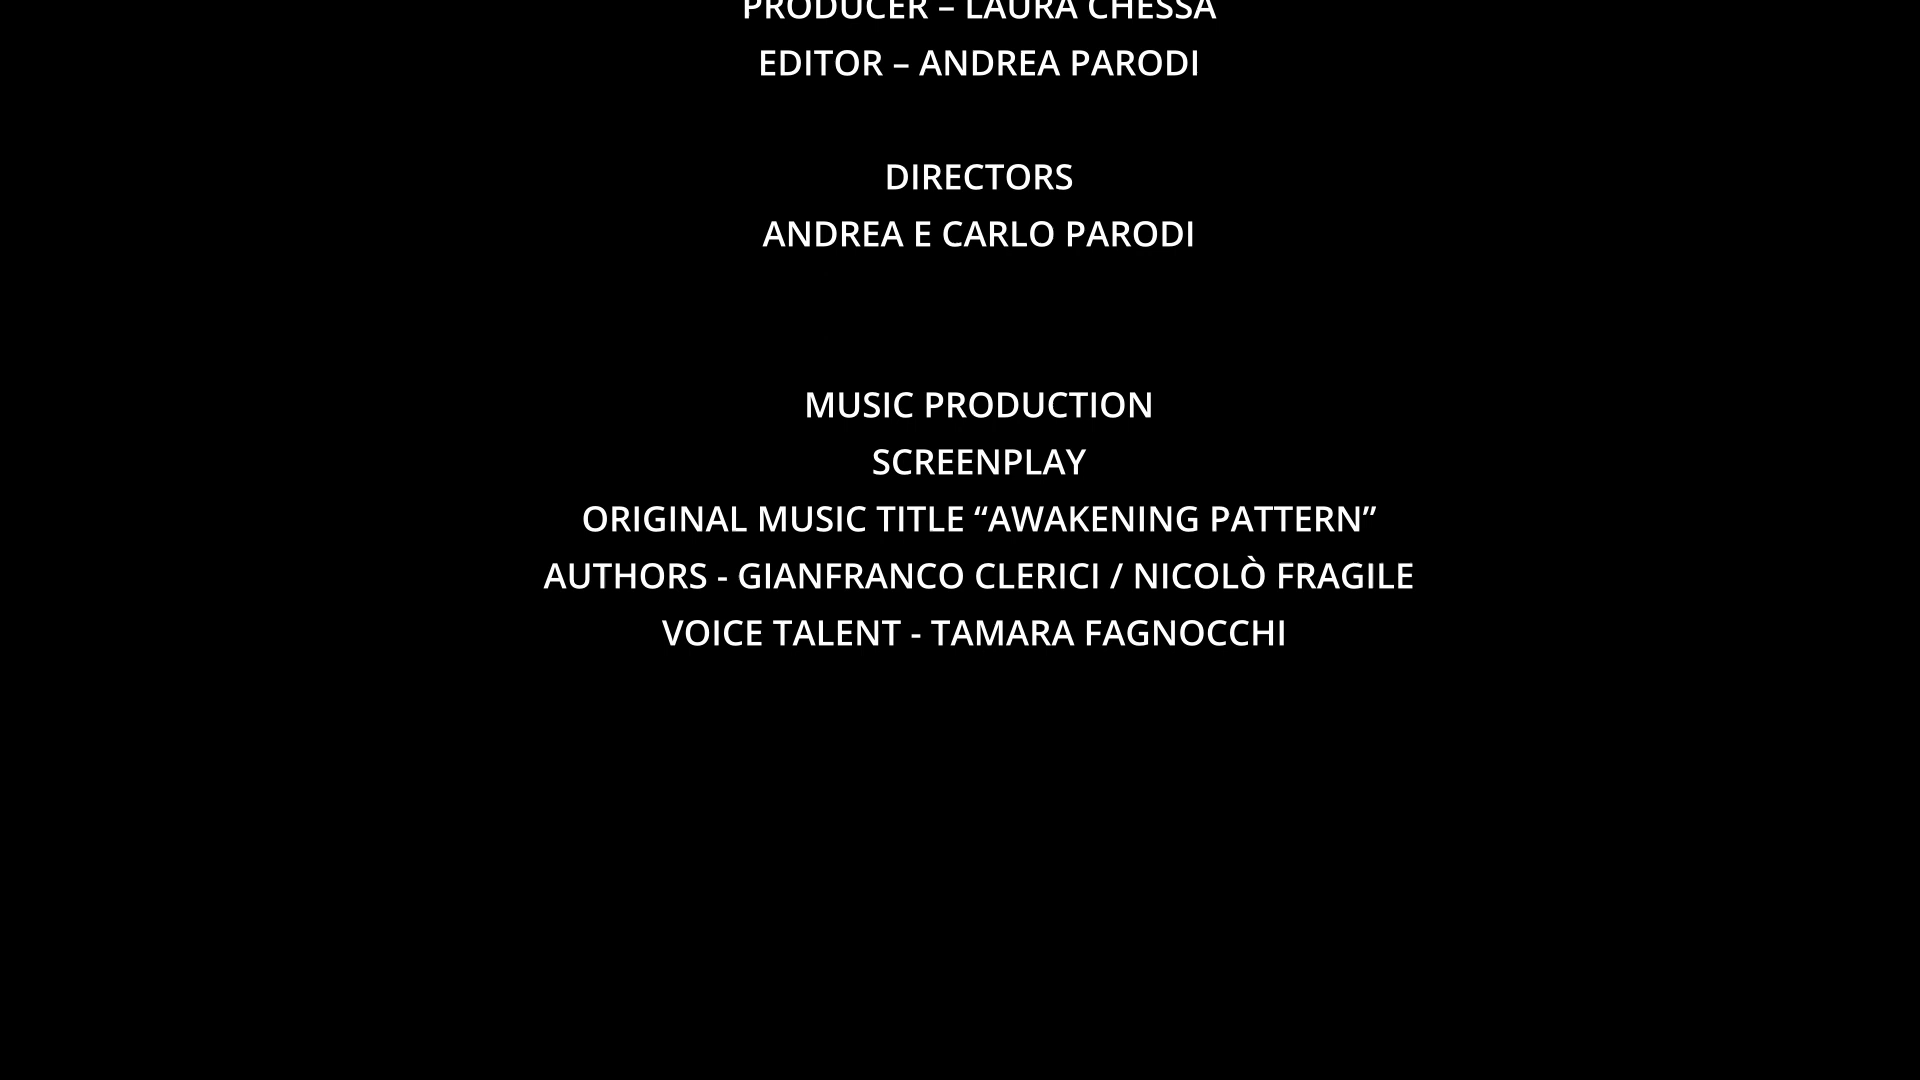 PRODUCER – LAURA CHESSA
EDITOR – ANDREA PARODI
DIRECTORS
ANDREA E CARLO PARODI
MUSIC PRODUCTION
SCREENPLAY
ORIGINAL MUSIC TITLE “AWAKENING PATTERN”
AUTHORS - GIANFRANCO CLERICI / NICOLÒ FRAGILE
VOICE TALENT - TAMARA FAGNOCCHI